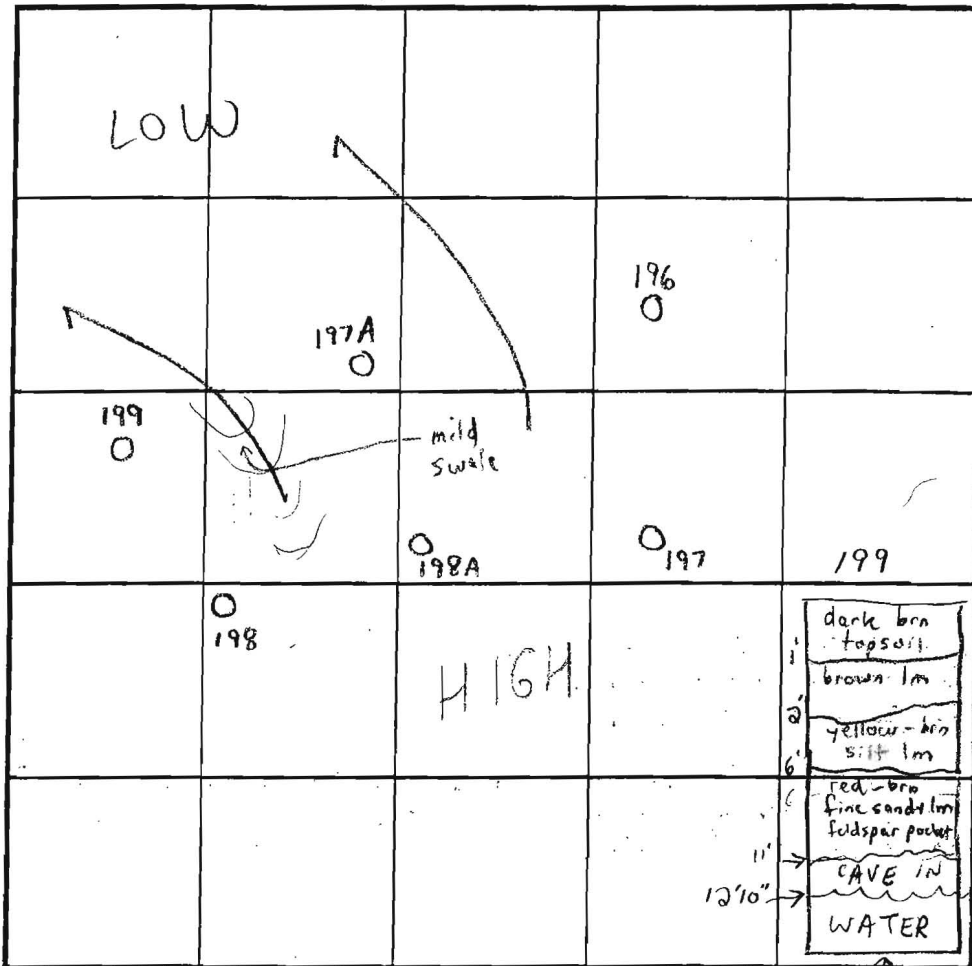 LOW
196
197A
199
mild
swale
198A
197
199
198
HIGH
dark brn
topsoil
1'
brown lm
2'
yellow-brn
silt lm
6'
red-brn
fine sandy lm
feldspar pocket
11'
CAVE IN
12'10"
WATER